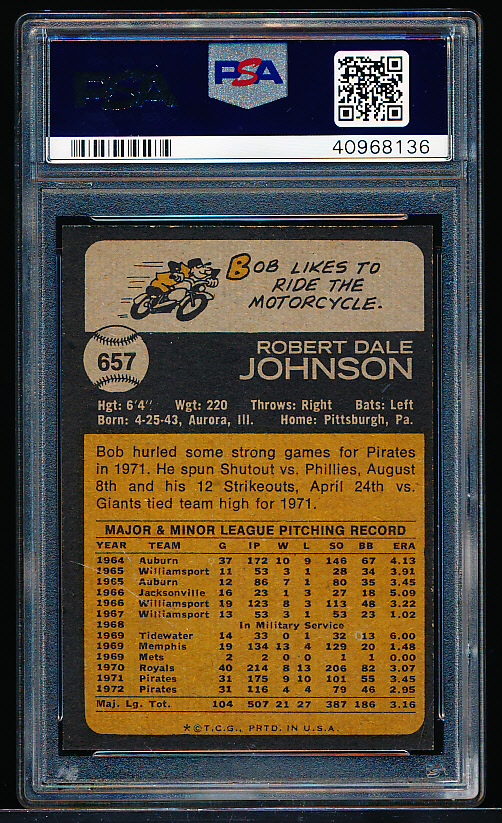 PSA
PSA
40968136
BOB LIKES TO
RIDE THE
MOTORCYCLE.
657
ROBERT DALE
JOHNSON
Hgt: 6'4" Wgt: 220 Throws: Right Bats: Left
Born: 4-25-43, Aurora, Ill. Home: Pittsburgh, Pa.
Bob hurled some strong games for Pirates
in 1971. He spun Shutout vs. Phillies, August
8th and his 12 Strikeouts, April 24th vs.
Giants tied team high for 1971.
MAJOR & MINOR LEAGUE PITCHING RECORD
YEAR TEAM G IP W L SO BB ERA
1964 Auburn 37 172 10 9 146 67 4.13
1965 Williamsport 11 53 3 1 28 34 3.91
1965 Auburn 12 86 7 1 80 35 3.45
1966 Jacksonville 16 23 1 3 27 18 5.09
1966 Williamsport 19 123 8 3 113 48 3.22
1967 Williamsport 13 53 3 1 53 23 1.02
1968 In Military Service
1969 Tidewater 14 33 0 1 32 13 6.00
1969 Memphis 19 134 13 4 129 20 1.48
1969 Mets 2 2 0 0 1 1 0.00
1970 Royals 40 214 8 13 206 82 3.07
1971 Pirates 31 175 9 10 101 55 3.45
1972 Pirates 31 116 4 4 79 46 2.95
Maj. Lg. Tot. 104 507 21 27 387 186 3.16
*©T.C.G., PRTD. IN U.S.A.